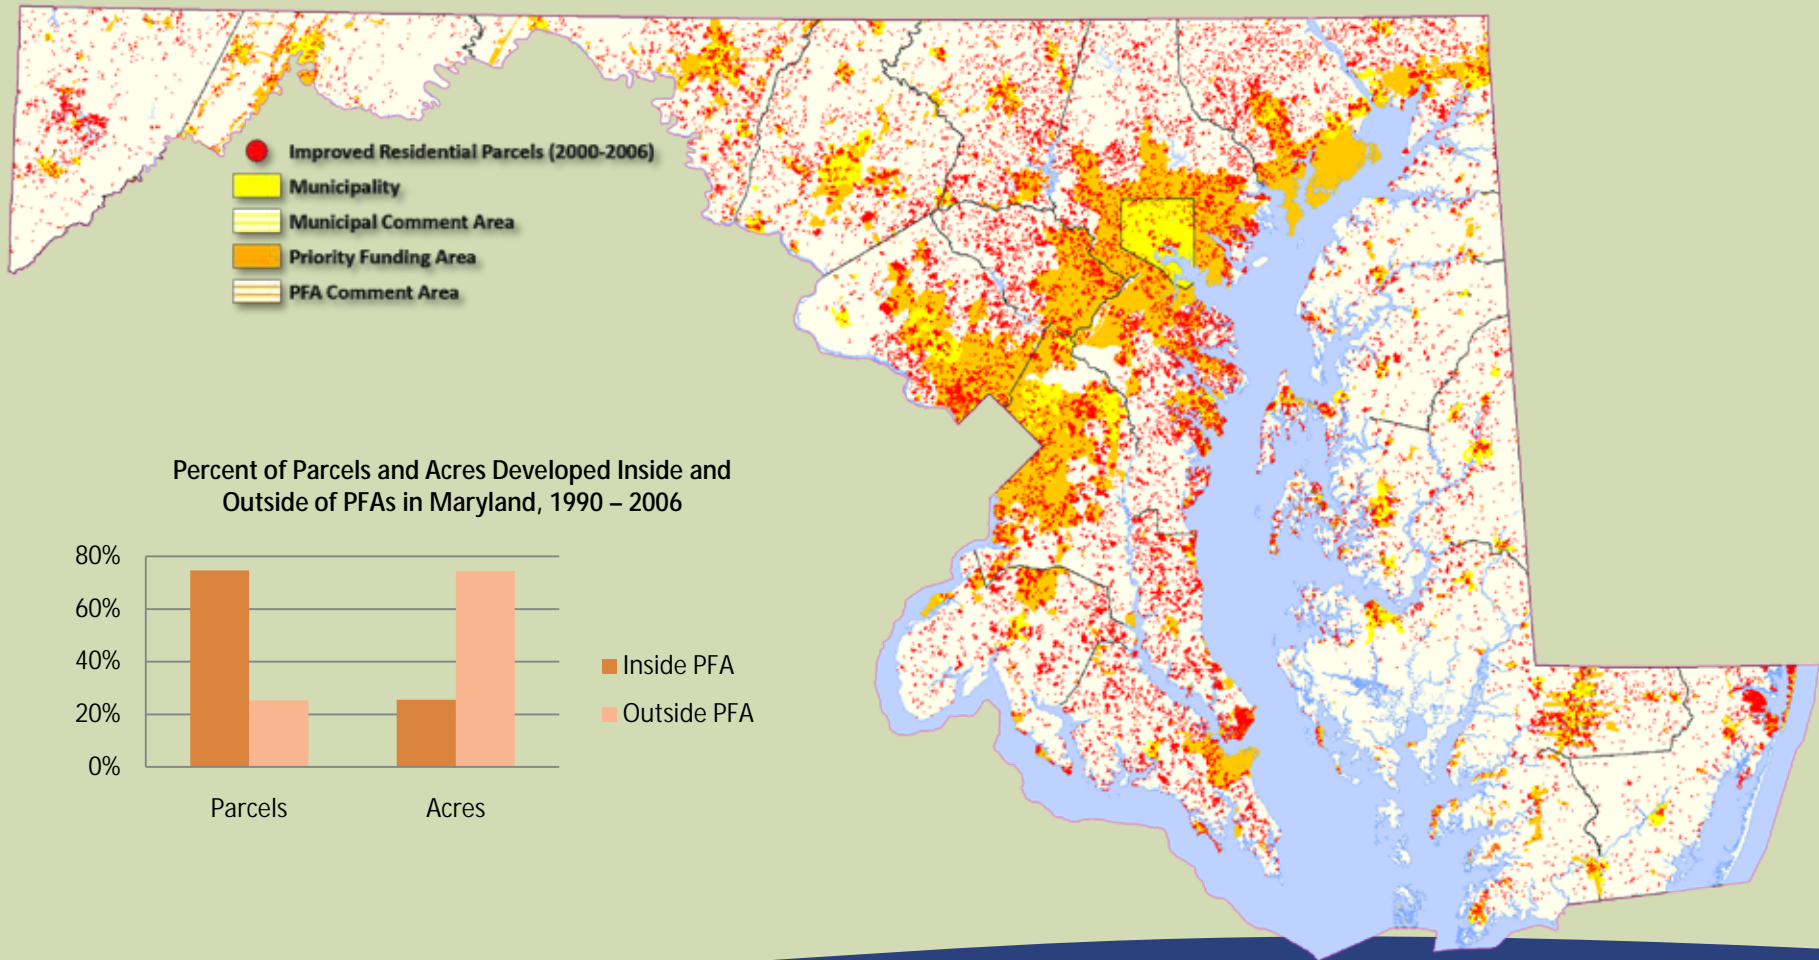 Improved Residential Parcels (2000-2006)
Municipality
Municipal Comment Area
Priority Funding Area
PFA Comment Area
Percent of Parcels and Acres Developed Inside and
Outside of PFAs in Maryland, 1990 – 2006
80%
60%
40%
20%
0%
Parcels
Acres
Inside PFA
Outside PFA